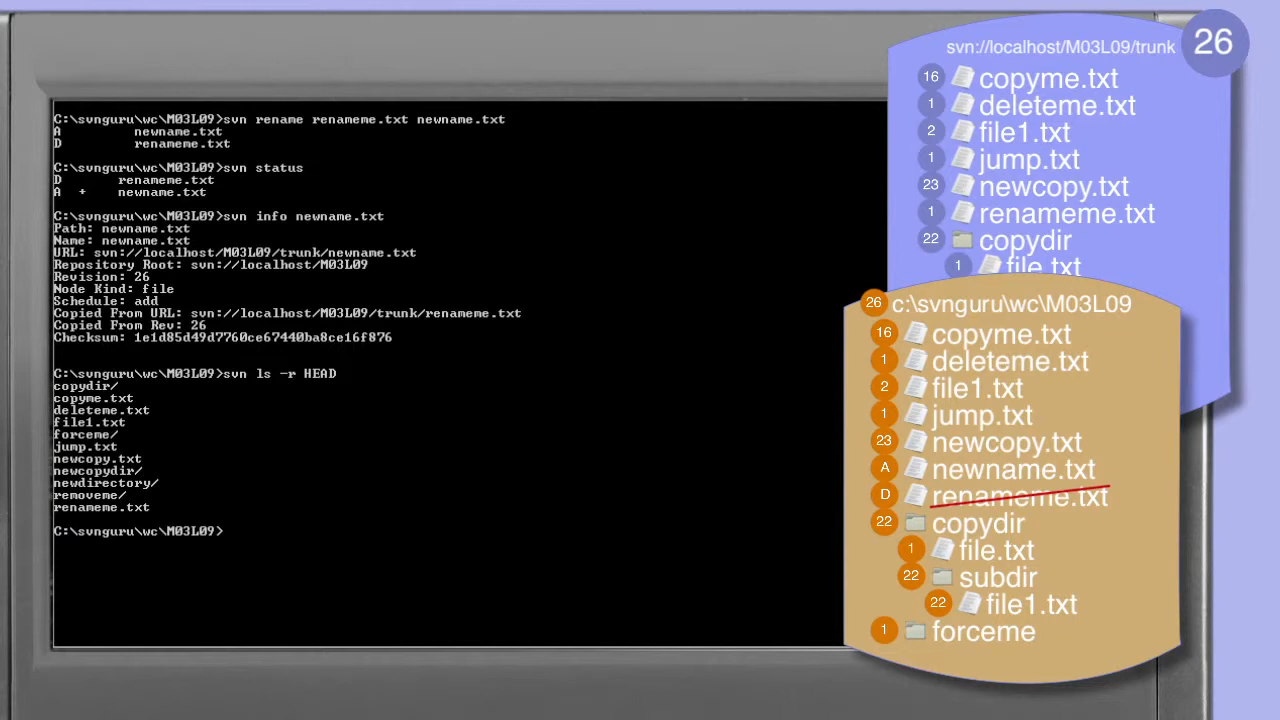 C:\svnguru\wc\M03L09>svn rename renameme.txt newname.txt
A         newname.txt
D         renameme.txt
C:\svnguru\wc\M03L09>svn status
D       renameme.txt
A  +    newname.txt
C:\svnguru\wc\M03L09>svn info newname.txt
Path: newname.txt
Name: newname.txt
URL: svn://localhost/M03L09/trunk/newname.txt
Repository Root: svn://localhost/M03L09
Revision: 26
Node Kind: file
Schedule: add
Copied From URL: svn://localhost/M03L09/trunk/renameme.txt
Copied From Rev: 26
Checksum: 1e1d85d49d7760ce67440ba8ce16f876
C:\svnguru\wc\M03L09>svn ls -r HEAD
copydir/
copyme.txt
deleteme.txt
file1.txt
forceme/
jump.txt
newcopy.txt
newcopydir/
newdirectory/
removeme/
renameme.txt
C:\svnguru\wc\M03L09>
svn://localhost/M03L09/trunk 26
16 copyme.txt
1 deleteme.txt
2 file1.txt
1 jump.txt
23 newcopy.txt
1 renameme.txt
22 copydir
1 file.txt
26 c:\svnguru\wc\M03L09
16 copyme.txt
1 deleteme.txt
2 file1.txt
1 jump.txt
23 newcopy.txt
A newname.txt
D renameme.txt
22 copydir
1 file.txt
22 subdir
22 file1.txt
1 forceme